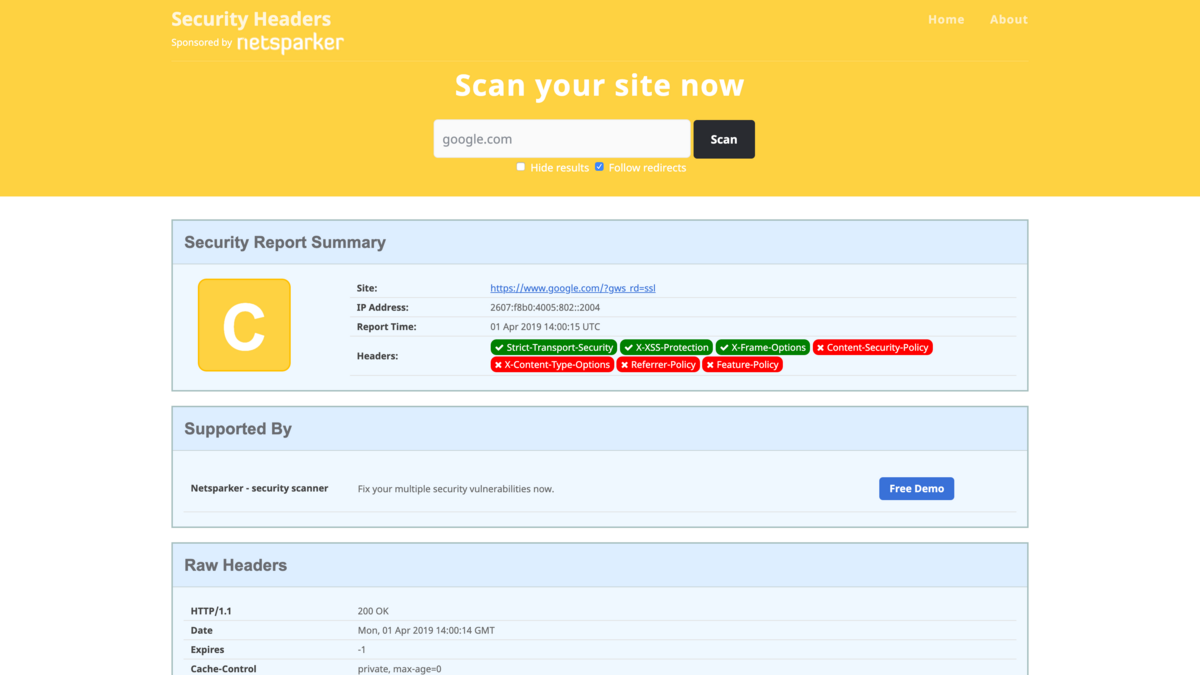 Security Headers
Home About
Sponsored by netsparker
Scan your site now
google.com
Scan
Hide results Follow redirects
Security Report Summary
C
Site: https://www.google.com/?gws_rd=ssl
IP Address: 2607:f8b0:4005:802::2004
Report Time: 01 Apr 2019 14:00:15 UTC
Headers: Strict-Transport-Security X-XSS-Protection X-Frame-Options Content-Security-Policy
X-Content-Type-Options Referrer-Policy Feature-Policy
Supported By
Netsparker - security scanner Fix your multiple security vulnerabilities now. Free Demo
Raw Headers
HTTP/1.1 200 OK
Date Mon, 01 Apr 2019 14:00:14 GMT
Expires -1
Cache-Control private, max-age=0